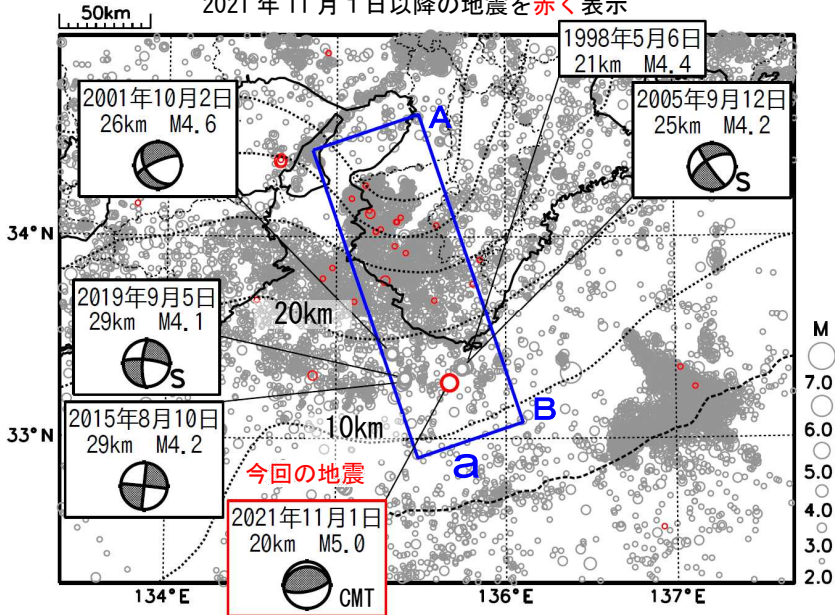 2021年11月1日以降の地震を赤く表示
50km
1998年5月6日
21km M4.4
2001年10月2日
26km M4.6
2005年9月12日
25km M4.2
S
A
34°N
2019年9月5日
29km M4.1
S
20km
2015年8月10日
29km M4.2
33°N
10km
B
a
今回の地震
2021年11月1日
20km M5.0
CMT
M
7.0
6.0
5.0
4.0
3.0
2.0
134°E
136°E
137°E